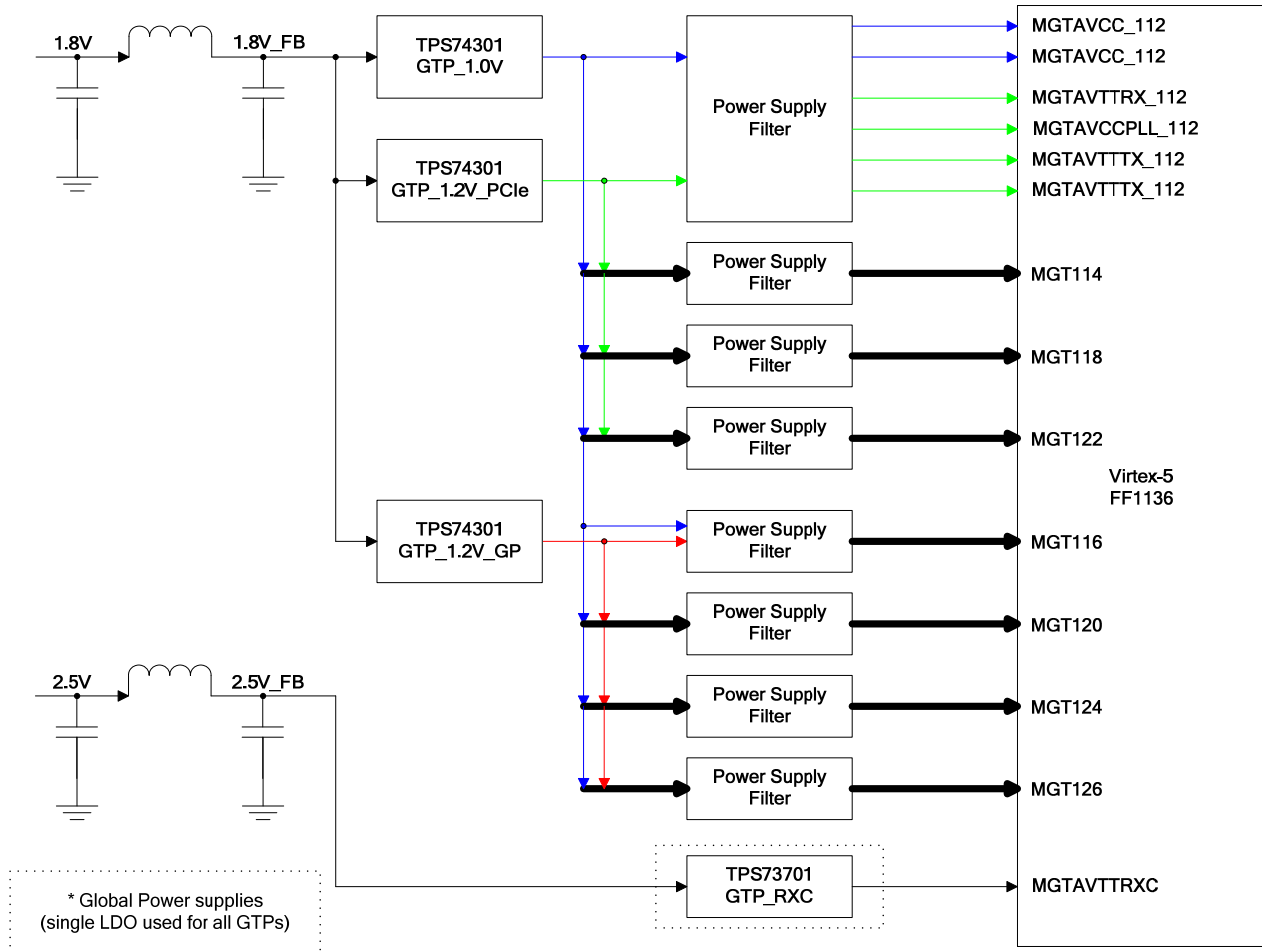 1.8V
1.8V_FB
TPS74301
GTP_1.0V
Power Supply
Filter
MGTAVCC_112
MGTAVCC_112
MGTAVTTRX_112
MGTAVCCPLL_112
MGTAVTTTX_112
MGTAVTTTX_112
TPS74301
GTP_1.2V_PCIe
Power Supply
Filter
MGT114
Power Supply
Filter
MGT118
Power Supply
Filter
MGT122
Virtex-5
FF1136
TPS74301
GTP_1.2V_GP
Power Supply
Filter
MGT116
Power Supply
Filter
MGT120
2.5V
2.5V_FB
Power Supply
Filter
MGT124
Power Supply
Filter
MGT126
TPS73701
GTP_RXC
MGTAVTTRXC
* Global Power supplies
(single LDO used for all GTPs)